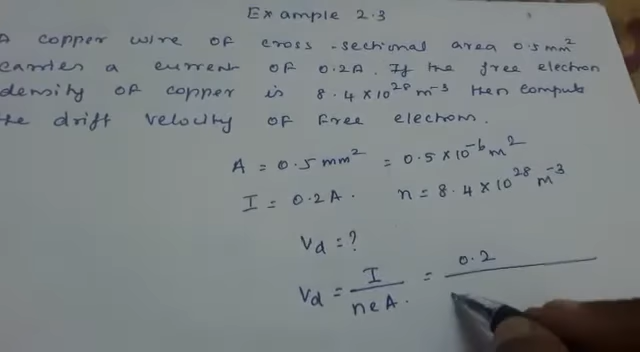 Example 2.3
A copper wire of cross-sectional area 0.5 mm²
carries a current of 0.2A. If the free electron
density of copper is 8.4 × 10²⁸ m⁻³ then compute
the drift velocity of free electrons.
A = 0.5 mm² = 0.5 × 10⁻⁶ m²
I = 0.2 A. n = 8.4 × 10²⁸ m⁻³
Vd = ?
Vd = I / neA. = 0.2